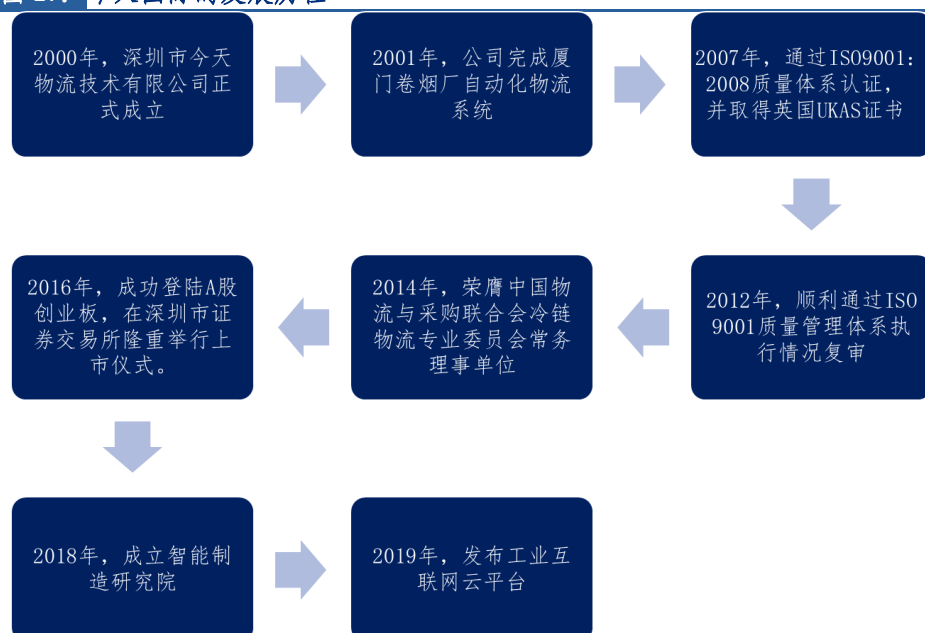 2000年，深圳市今天
物流技术有限公司正
式成立
2001年，公司完成厦
门卷烟厂自动化物流
系统
2007年，通过ISO9001：
2008质量体系认证，
并取得英国UKAS证书
2012年，顺利通过ISO
9001质量管理体系执
行情况复审
2014年，荣膺中国物
流与采购联合会冷链
物流专业委员会常务
理事单位
2016年，成功登陆A股
创业板，在深圳市证
券交易所隆重举行上
市仪式。
2018年，成立智能制
造研究院
2019年，发布工业互
联网云平台